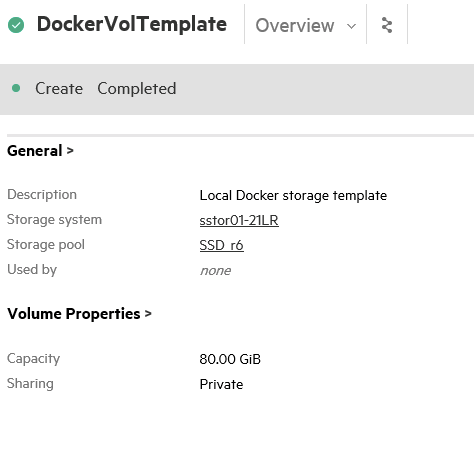 DockerVolTemplate Overview
Create Completed
General >
Description Local Docker storage template
Storage system sstor01-21LR
Storage pool SSD_r6
Used by none
Volume Properties >
Capacity 80.00 GiB
Sharing Private